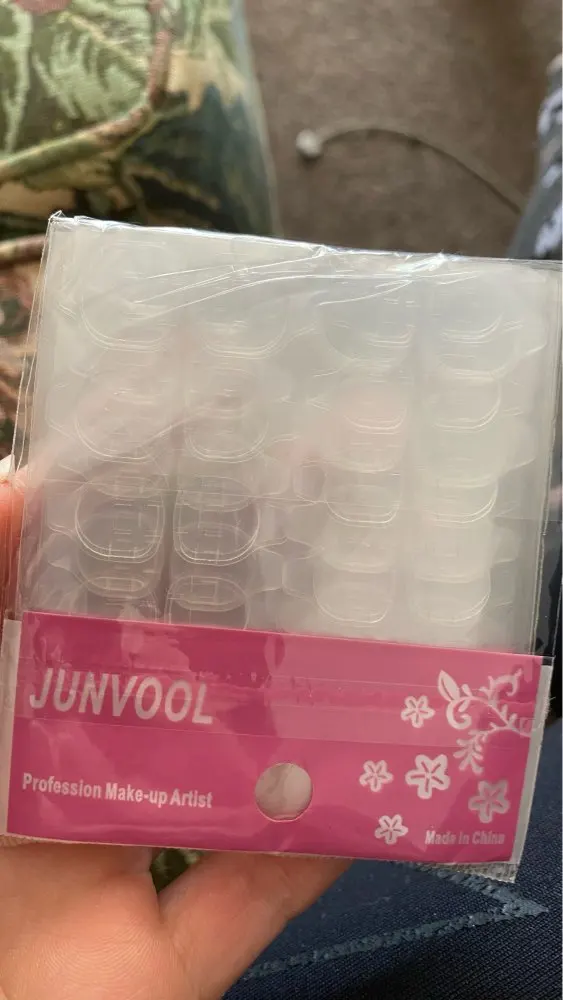 JUNVOOL
Profession Make-up Artist
Made in China